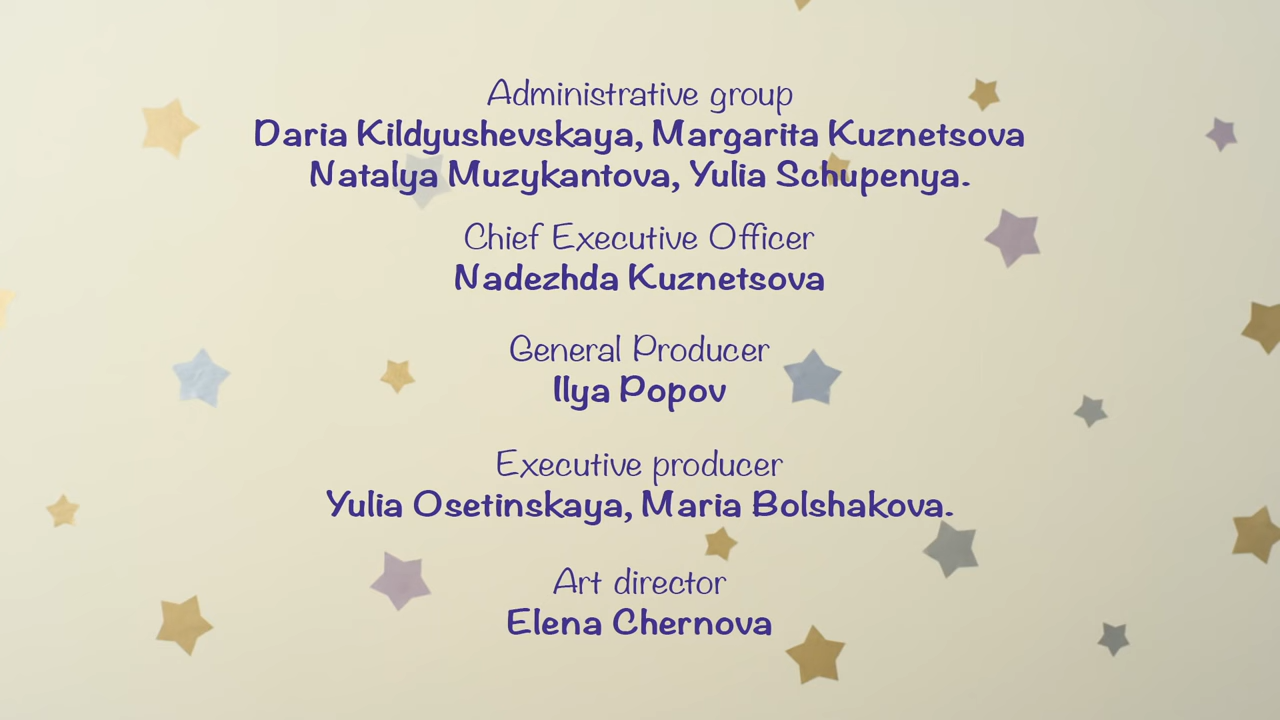 Administrative group
Daria Kildyushevskaya, Margarita Kuznetsova
Natalya Muzykantova, Yulia Schupenya.
Chief Executive Officer
Nadezhda Kuznetsova
General Producer
Ilya Popov
Executive producer
Yulia Osetinskaya, Maria Bolshakova.
Art director
Elena Chernova